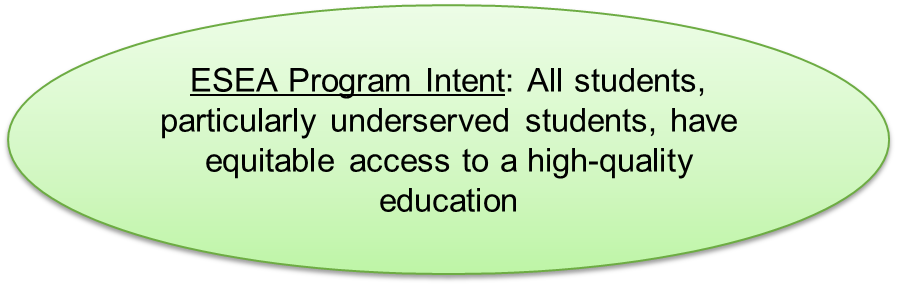 ESEA Program Intent: All students,
particularly underserved students, have
equitable access to a high-quality
education